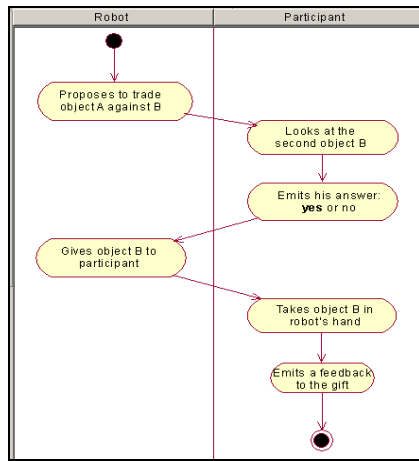 Robot
Participant
Proposes to trade
object A against B
Looks at the
second object B
Emits his answer:
yes or no
Gives object B to
participant
Takes object B in
robot's hand
Emits a feedback
to the gift